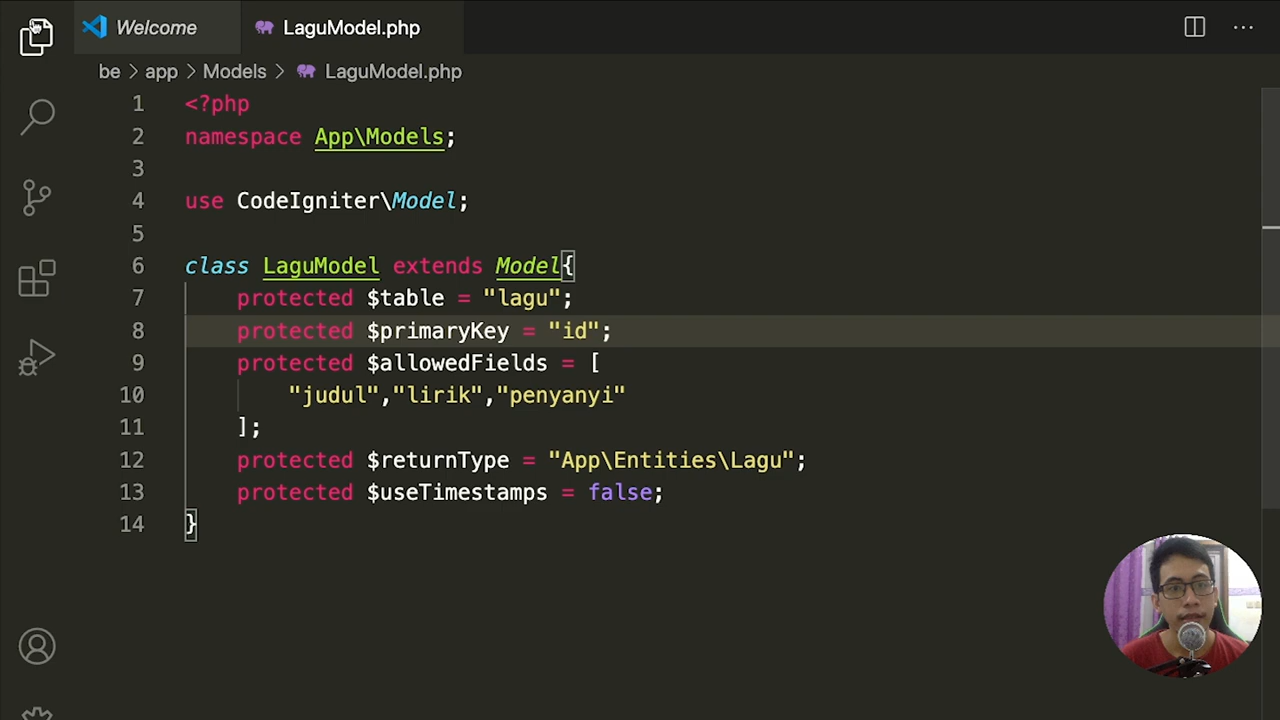 Welcome
LaguModel.php
be > app > Models > LaguModel.php
1 <?php
2 namespace App\Models;
3
4 use CodeIgniter\Model;
5
6 class LaguModel extends Model{
7 protected $table = "lagu";
8 protected $primaryKey = "id";
9 protected $allowedFields = [
10 "judul","lirik","penyanyi"
11 ];
12 protected $returnType = "App\Entities\Lagu";
13 protected $useTimestamps = false;
14 }